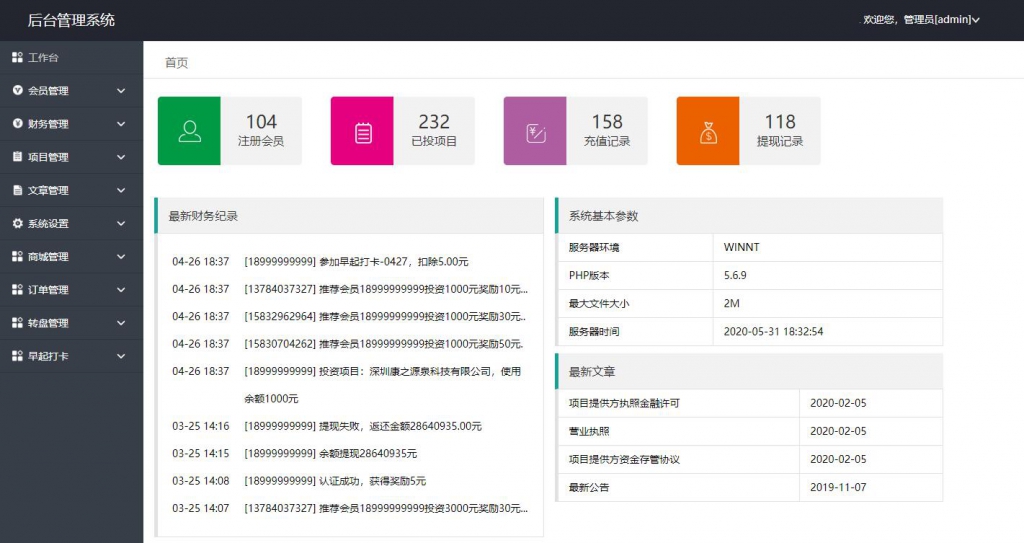 后台管理系统
欢迎您，管理员[admin]
工作台
会员管理
财务管理
项目管理
文章管理
系统设置
商城管理
订单管理
转盘管理
早起打卡
首页
104
注册会员
232
已投项目
158
充值记录
118
提现记录
最新财务纪录
04-26 18:37 [18999999999] 参加早起打卡-0427，扣除5.00元
04-26 18:37 [13784037327] 推荐会员18999999999投资1000元奖励10元...
04-26 18:37 [15832962964] 推荐会员18999999999投资1000元奖励30元..
04-26 18:37 [15830704262] 推荐会员18999999999投资1000元奖励50元.
04-26 18:37 [18999999999] 投资项目：深圳康之源泉科技有限公司，使用
余额1000元
03-25 14:16 [18999999999] 提现失败，返还金额28640935.00元
03-25 14:15 [18999999999] 余额提现28640935元
03-25 14:08 [18999999999] 认证成功，获得奖励5元
03-25 14:07 [13784037327] 推荐会员18999999999投资3000元奖励30元...
系统基本参数
服务器环境 WINNT
PHP版本 5.6.9
最大文件大小 2M
服务器时间 2020-05-31 18:32:54
最新文章
项目提供方执照金融许可 2020-02-05
营业执照 2020-02-05
项目提供方资金存管协议 2020-02-05
最新公告 2019-11-07